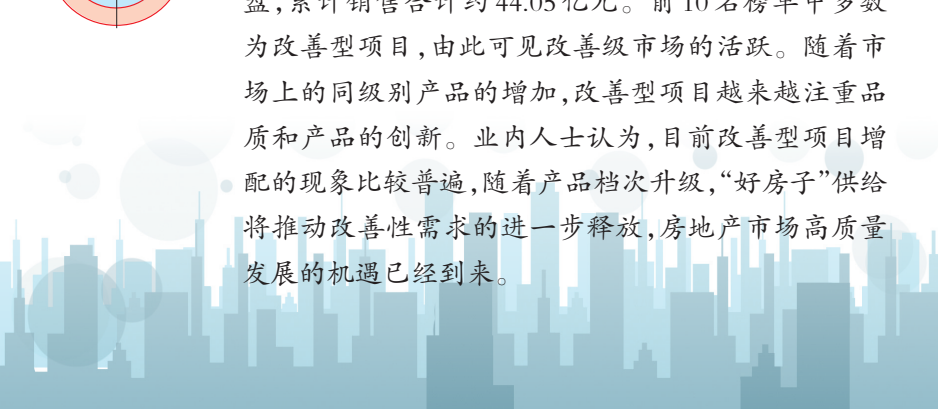 盘,累计销售合计约44.05亿元。前10名榜单中多数
为改善型项目,由此可见改善级市场的活跃。随着市
场上的同级别产品的增加,改善型项目越来越注重品
质和产品的创新。业内人士认为,目前改善型项目增
配的现象比较普遍,随着产品档次升级,“好房子”供给
将推动改善性需求的进一步释放,房地产市场高质量
发展的机遇已经到来。